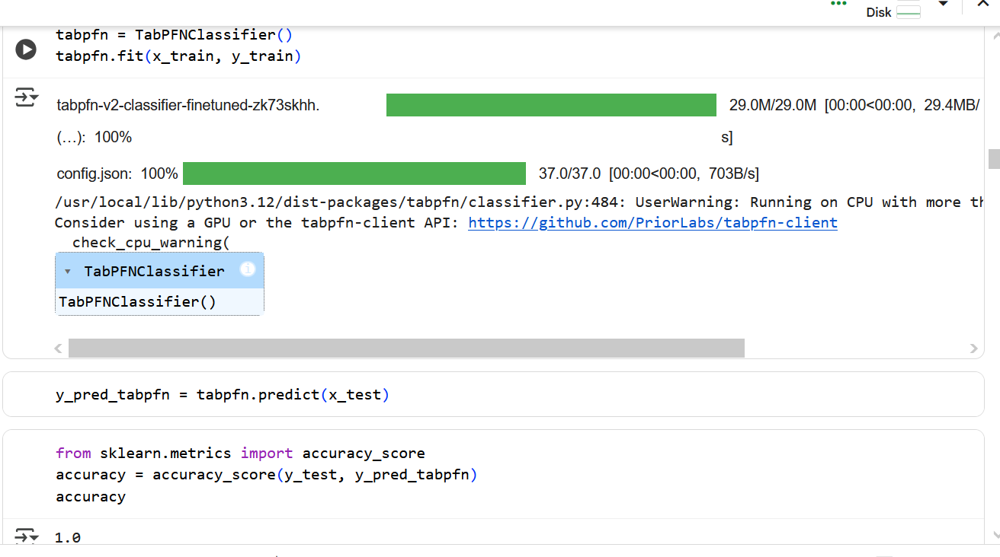 Disk
tabpfn = TabPFNClassifier()
tabpfn.fit(x_train, y_train)
tabpfn-v2-classifier-finetuned-zk73skhh. 29.0M/29.0M [00:00<00:00, 29.4MB/
(…): 100% s]
config.json: 100% 37.0/37.0 [00:00<00:00, 703B/s]
/usr/local/lib/python3.12/dist-packages/tabpfn/classifier.py:484: UserWarning: Running on CPU with more
Consider using a GPU or the tabpfn-client API: https://github.com/PriorLabs/tabpfn-client
check_cpu_warning(
TabPFNClassifier i
TabPFNClassifier()
y_pred_tabpfn = tabpfn.predict(x_test)
from sklearn.metrics import accuracy_score
accuracy = accuracy_score(y_test, y_pred_tabpfn)
accuracy
1.0